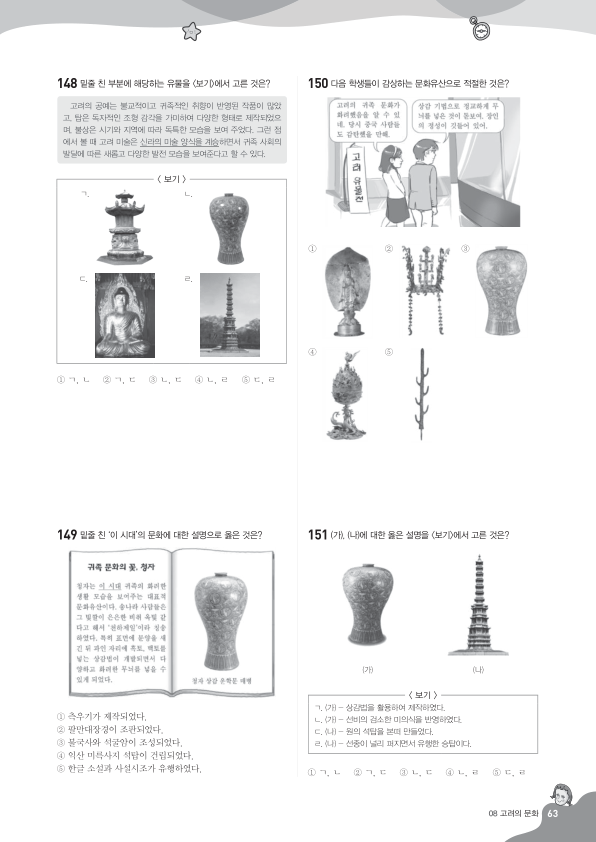 148 밑줄 친 부분에 해당하는 유물을 〈보기〉에서 고른 것은?
고려의 공예는 불교적이고 귀족적인 취향이 반영된 작품이 많았
고, 탑은 독자적인 조형 감각을 가미하여 다양한 형태로 제작되었으
며, 불상은 시기와 지역에 따라 독특한 모습을 보여 주었다. 그런 점
에서 볼 때 고려 미술은 신라의 미술 양식을 계승하면서 귀족 사회의
발달에 따른 새롭고 다양한 발전 모습을 보여준다고 할 수 있다.
〈 보기 〉
ㄱ. ㄴ.
ㄷ. ㄹ.
① ㄱ, ㄴ ② ㄱ, ㄷ ③ ㄴ, ㄷ ④ ㄴ, ㄹ ⑤ ㄷ, ㄹ
149 밑줄 친 '이 시대'의 문화에 대한 설명으로 옳은 것은?
귀족 문화의 꽃, 청자
청자는 이 시대 귀족의 화려한
생활 모습을 보여주는 대표적
문화유산이다. 송나라 사람들은
그 빛깔이 은은한 비취 옥빛 같
다고 해서 '천하제일'이라 칭송
하였다. 특히 표면에 문양을 새
긴 뒤 파인 자리에 흑토, 백토를
넣는 상감법이 개발되면서 다
양하고 화려한 무늬를 넣을 수
있게 되었다.
청자 상감 운학문 매병
① 측우기가 제작되었다.
② 팔만대장경이 조판되었다.
③ 불국사와 석굴암이 조성되었다.
④ 익산 미륵사지 석탑이 건립되었다.
⑤ 한글 소설과 사설시조가 유행하였다.
150 다음 학생들이 감상하는 문화유산으로 적절한 것은?
고려의 귀족 문화가
화려했음을 알 수 있
네. 당시 중국 사람들
도 감탄했을 만해.
상감 기법으로 정교하게 무
늬를 넣은 것이 돋보여. 장인
의 정성이 깃들어 있어.
고려 유물전
① ② ③
④ ⑤
151 (가), (나)에 대한 옳은 설명을 〈보기〉에서 고른 것은?
(가) (나)
〈 보기 〉
ㄱ. (가) – 상감법을 활용하여 제작하였다.
ㄴ. (가) – 선비의 검소한 미의식을 반영하였다.
ㄷ. (나) – 원의 석탑을 본떠 만들었다.
ㄹ. (나) – 선종이 널리 퍼지면서 유행한 승탑이다.
① ㄱ, ㄴ ② ㄱ, ㄷ ③ ㄴ, ㄷ ④ ㄴ, ㄹ ⑤ ㄷ, ㄹ
08 고려의 문화 63